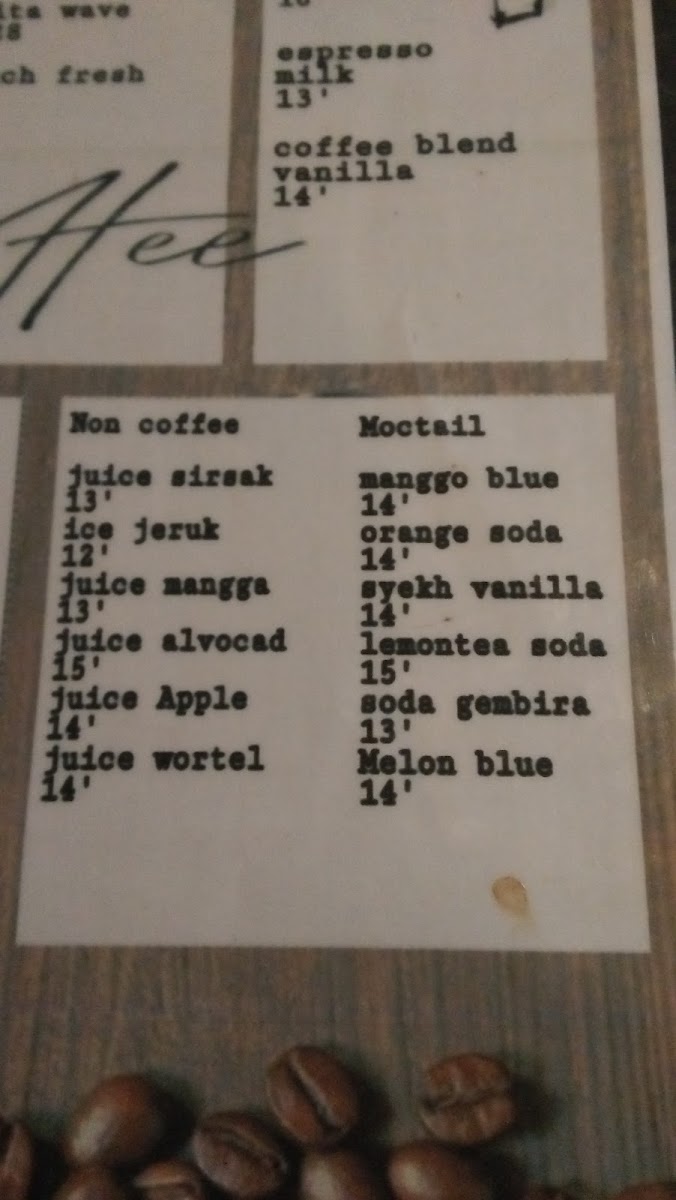 wave
fresh
espresso
milk
13'
coffee blend
vanilla
14'
Non coffee
juice sirsak
13'
ice jeruk
12'
juice mangga
13'
juice alvocad
15'
juice Apple
14'
juice wortel
14'
Moctail
manggo blue
14'
orange soda
14'
syekh vanilla
14'
lemontea soda
15'
soda gembira
13'
Melon blue
14'